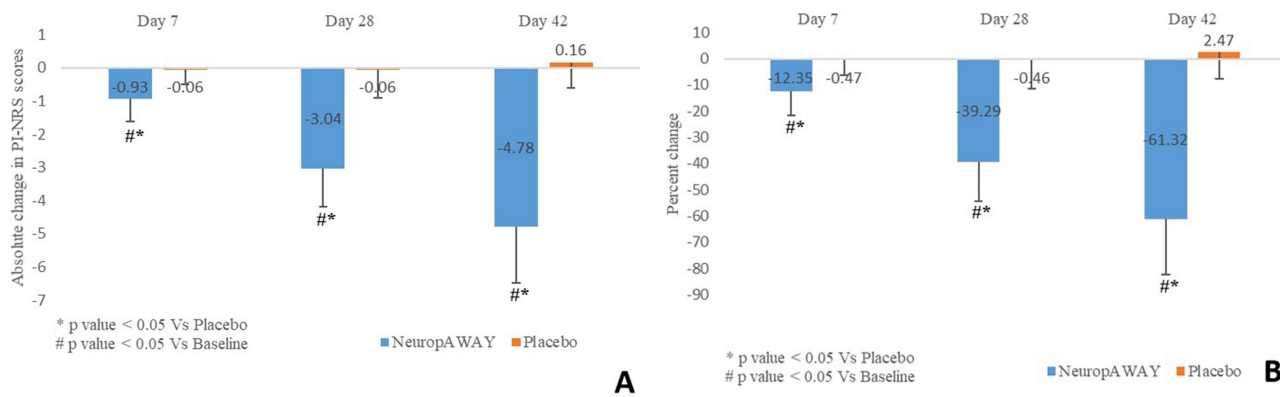 Day 7 Day 28 Day 42
1
0.16
0
-0.93 -0.06 -0.06
-1
#*
-2
-3.04
-4.78
-3
-4
#*
-5
-6
#*
-7
Absolute change in PI-NRS scores
* p value < 0.05 Vs Placebo
# p value < 0.05 Vs Baseline
NeuropAWAY Placebo
A
Day 7 Day 28 Day 42
10
2.47
0
-12.35 -0.47 -0.46
-10
-20
#*
-39.29
-30
-61.32
-40
-50
#*
-60
-70
-80
#*
-90
Percent change
* p value < 0.05 Vs Placebo
# p value < 0.05 Vs Baseline
NeuropAWAY Placebo
B